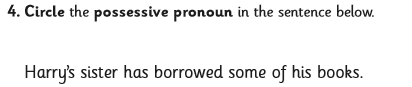 4. Circle the possessive pronoun in the sentence below.
Harry's sister has borrowed some of his books.